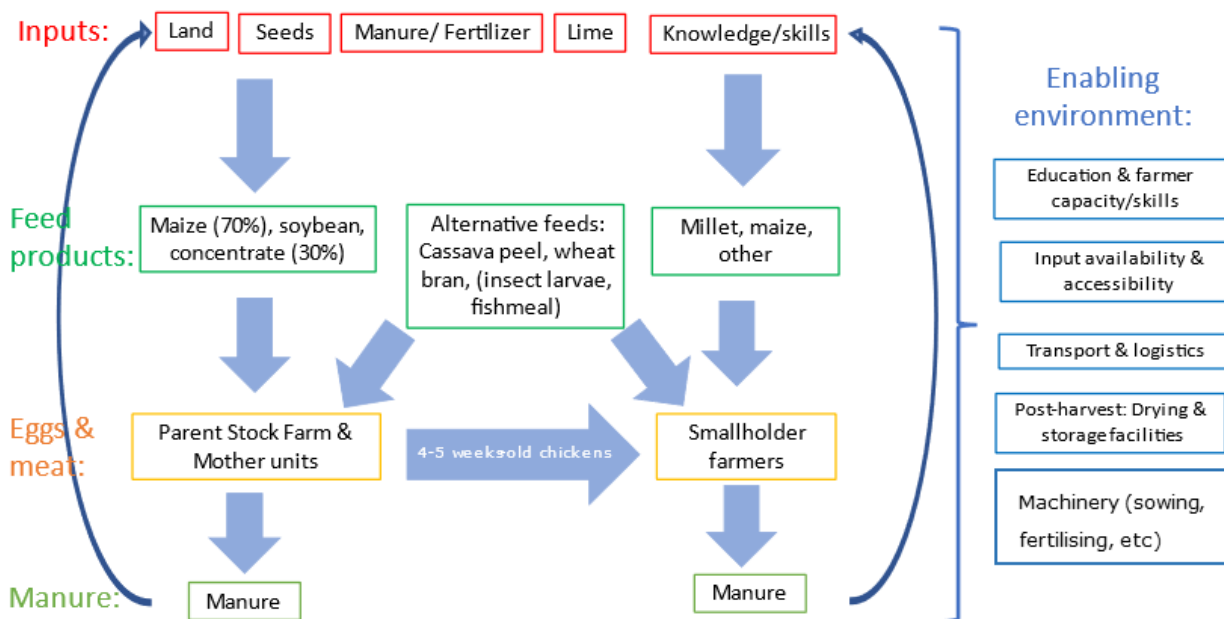 Inputs:
Land
Seeds
Manure/ Fertilizer
Lime
Knowledge/skills
Feed
products:
Maize (70%), soybean,
concentrate (30%)
Alternative feeds:
Cassava peel, wheat
bran, (insect larvae,
fishmeal)
Millet, maize,
other
Eggs &
meat:
Parent Stock Farm &
Mother units
4-5 weeks-old chickens
Smallholder
farmers
Manure:
Manure
Manure
Enabling
environment:
Education & farmer
capacity/skills
Input availability &
accessibility
Transport & logistics
Post-harvest: Drying &
storage facilities
Machinery (sowing,
fertilising, etc)